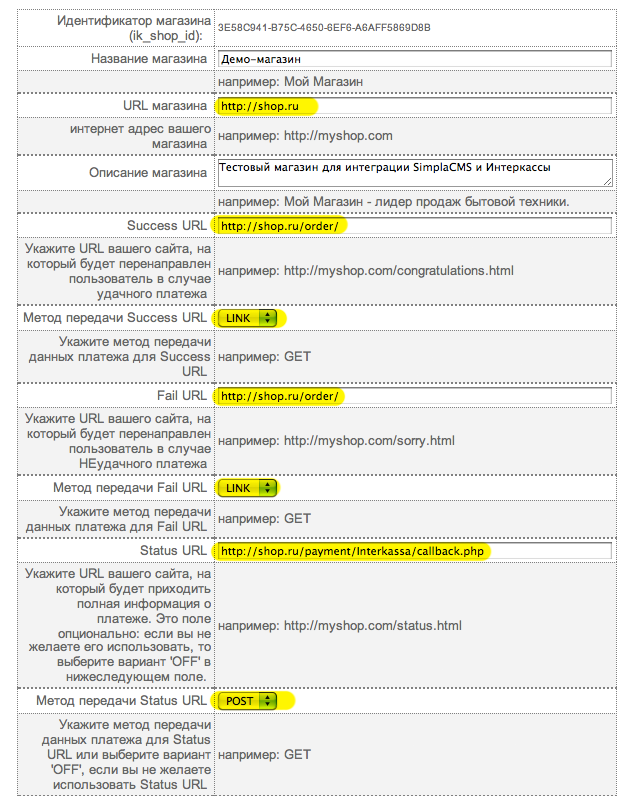 Идентификатор магазина
(ik_shop_id):
3E58C941-B75C-4650-6EF6-A6AFF5869D8B
Название магазина
Демо-магазин
например: Мой Магазин
URL магазина
http://shop.ru
интернет адрес вашего
магазина
например: http://myshop.com
Описание магазина
Тестовый магазин для интеграции SimplaCMS и Интеркассы
например: Мой Магазин - лидер продаж бытовой техники.
Success URL
http://shop.ru/order/
Укажите URL вашего сайта, на
который будет перенаправлен
пользователь в случае
удачного платежа
например: http://myshop.com/congratulations.html
Метод передачи Success URL
LINK
Укажите метод передачи
данных платежа для Success
URL
например: GET
Fail URL
http://shop.ru/order/
Укажите URL вашего сайта, на
который будет перенаправлен
пользователь в случае
НЕудачного платежа
например: http://myshop.com/sorry.html
Метод передачи Fail URL
LINK
Укажите метод передачи
данных платежа для Fail URL
например: GET
Status URL
http://shop.ru/payment/Interkassa/callback.php
Укажите URL вашего сайта, на
который будет приходить
полная информация о
платеже. Это поле
опционально: если вы не
желаете его использовать, то
выберите вариант 'OFF' в
нижеследующем поле.
например: http://myshop.com/status.html
Метод передачи Status URL
POST
Укажите метод передачи
данных платежа для Status
URL или выберите вариант
'OFF', если вы не желаете
использовать Status URL
например: GET